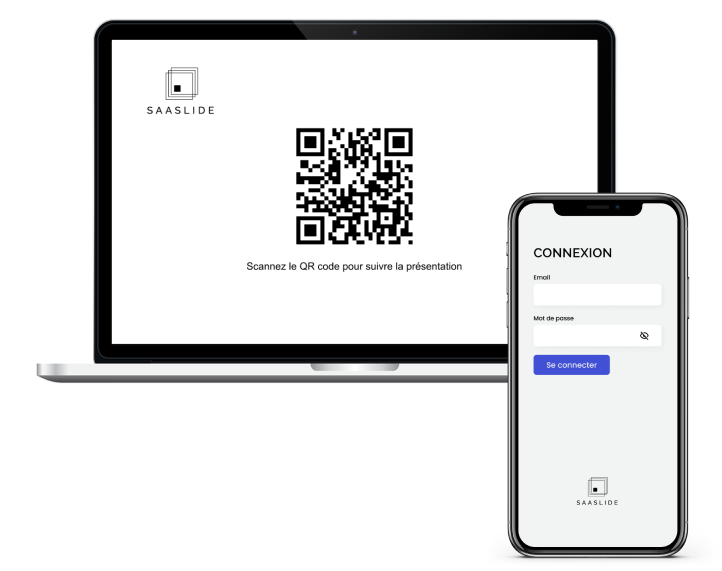 SAASLIDE
Scannez le QR code pour suivre la présentation
CONNEXION
Email
Mot de passe
Se connecter
SAASLIDE